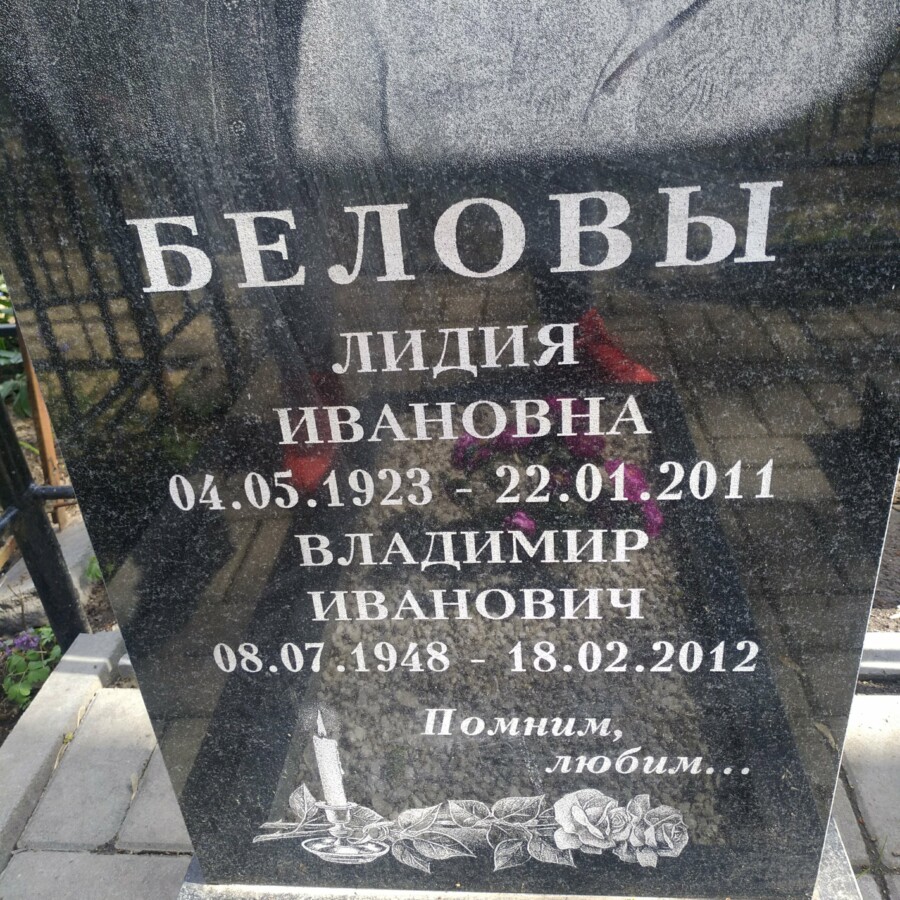 БЕЛОВЫ
ЛИДИЯ
ИВАНОВНА
04.05.1923 - 22.01.2011
ВЛАДИМИР
ИВАНОВИЧ
08.07.1948 - 18.02.2012
Помним,
любим...